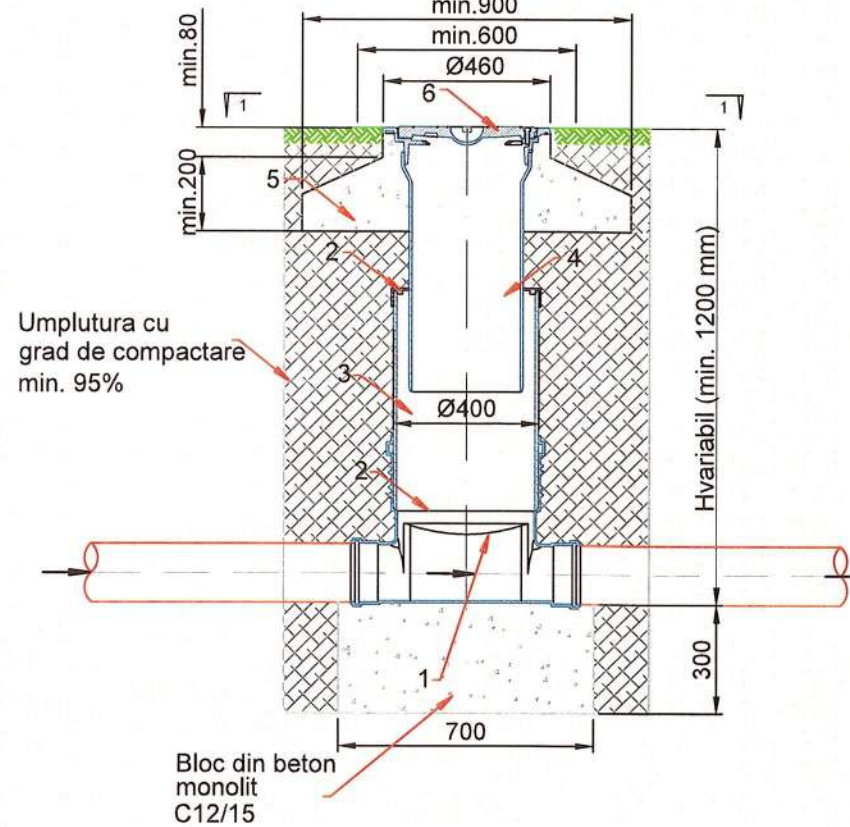 min.900
min.600
Ø460
min.80
6
1
1
min.200
5
2
4
Umplutura cu
grad de compactare
min. 95%
3
Ø400
2
Hvariabil (min. 1200 mm)
1
300
700
Bloc din beton
monolit
C12/15